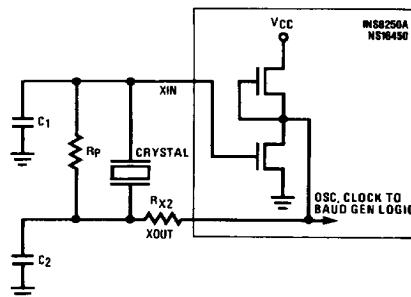 INS8250A
NS16450
VCC
XIN
C1
RP
CRYSTAL
RX2
XOUT
OSC. CLOCK TO
BAUD GEN LOGIC
C2